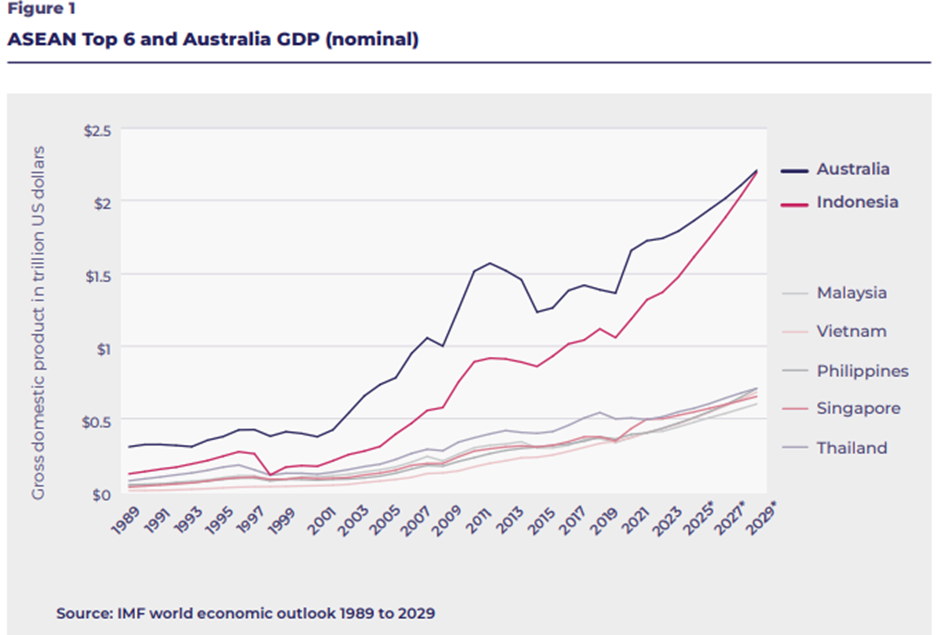 Figure 1
ASEAN Top 6 and Australia GDP (nominal)
Gross domestic product in trillion US dollars
$2.5
$2
$1.5
$1
$0.5
$0
1989
1991
1993
1995
1997
1999
2001
2003
2005
2007
2009
2011
2013
2015
2017
2019
2021
2023
2025*
2027*
2029*
Australia
Indonesia
Malaysia
Vietnam
Philippines
Singapore
Thailand
Source: IMF world economic outlook 1989 to 2029